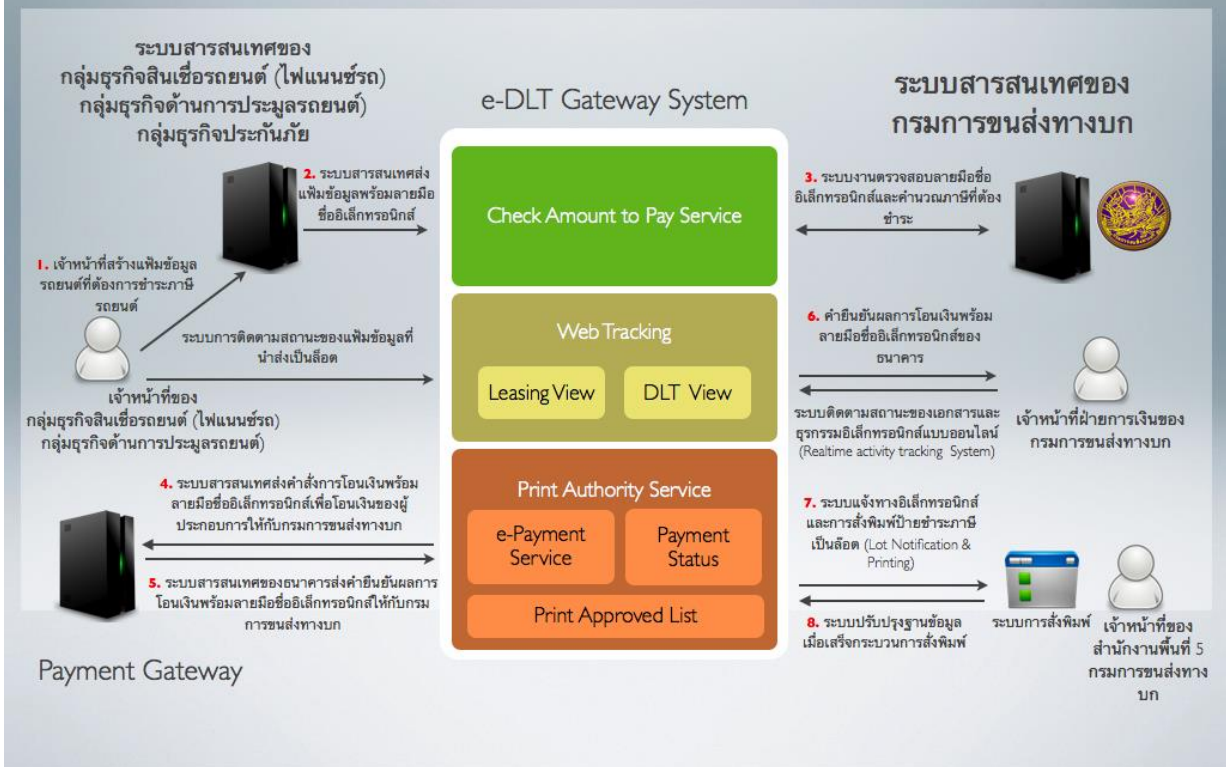 ระบบสารสนเทศของ
กลุ่มธุรกิจสินเชื่อรถยนต์ (ไฟแนนซ์รถ)
กลุ่มธุรกิจด้านการประมูลรถยนต์)
กลุ่มธุรกิจประกันภัย
e-DLT Gateway System
ระบบสารสนเทศของ
กรมการขนส่งทางบก
2. ระบบสารสนเทศส่ง
แฟ้มข้อมูลพร้อมลายมือ
ชื่ออิเล็กทรอนิกส์
Check Amount to Pay Service
3. ระบบงานตรวจสอบลายมือชื่อ
อิเล็กทรอนิกส์และคำนวณภาษีที่ต้อง
ชำระ
1. เจ้าหน้าที่สร้างแฟ้มข้อมูล
รถยนต์ที่ต้องการชำระภาษี
รถยนต์
ระบบการติดตามสถานะของแฟ้มข้อมูลที่
นำส่งเป็นล็อต
เจ้าหน้าที่ของ
กลุ่มธุรกิจสินเชื่อรถยนต์ (ไฟแนนซ์รถ)
กลุ่มธุรกิจด้านการประมูลรถยนต์)
Web Tracking
Leasing View
DLT View
6. คำยืนยันผลการโอนเงินพร้อม
ลายมือชื่ออิเล็กทรอนิกส์ของ
ธนาคาร
ระบบติดตามสถานะของเอกสารและ
ธุรกรรมอิเล็กทรอนิกส์แบบออนไลน์
(Realtime activity tracking System)
เจ้าหน้าที่ฝ่ายการเงินของ
กรมการขนส่งทางบก
4. ระบบสารสนเทศส่งคำสั่งการโอนเงินพร้อม
ลายมือชื่ออิเล็กทรอนิกส์เพื่อโอนเงินของผู้
ประกอบการให้กับกรมการขนส่งทางบก
5. ระบบสารสนเทศของธนาคารส่งคำยืนยันผลการ
โอนเงินพร้อมลายมือชื่ออิเล็กทรอนิกส์ให้กับกรม
การขนส่งทางบก
Payment Gateway
Print Authority Service
e-Payment
Service
Payment
Status
Print Approved List
7. ระบบแจ้งทางอิเล็กทรอนิกส์
และการสั่งพิมพ์ป้ายชำระภาษี
เป็นล็อต (Lot Notification &
Printing)
8. ระบบปรับปรุงฐานข้อมูล
เมื่อเสร็จกระบวนการสั่งพิมพ์
ระบบการสั่งพิมพ์
เจ้าหน้าที่ของ
สำนักงานพื้นที่ 5
กรมการขนส่งทาง
บก